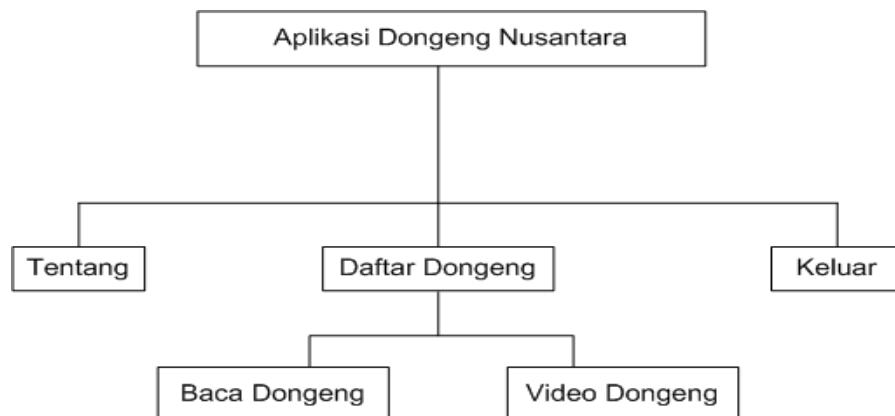 Aplikasi Dongeng Nusantara
Tentang
Daftar Dongeng
Keluar
Baca Dongeng
Video Dongeng